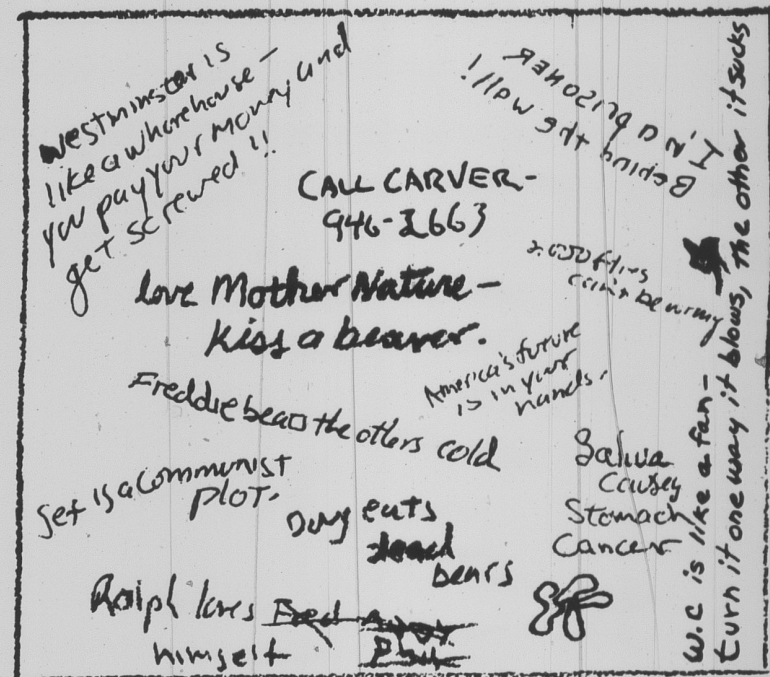 Westminster is
like a whorehouse –
you pay your money and
get screwed !!
I'm a prisoner
Behind the wall!
CALL CARVER-
946-2663
love Mother Nature –
kiss a beaver.
flies
can't be wrong
America's future
is in your
hands.
Freddie bears the others cold
Sex is a communist
plot.
eats
dead
bears
Saliva
Causes
Stomach
Cancer
Ralph loves Fred
himself
W.C is like a fan –
turn it one way it blows, the other it sucks